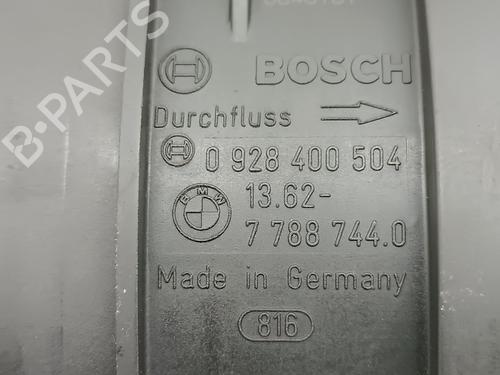 BOSCH
Durchfluss
0 928 400 504
BMW
13.62-
7 788 744.0
Made in Germany
816
B-PARTS